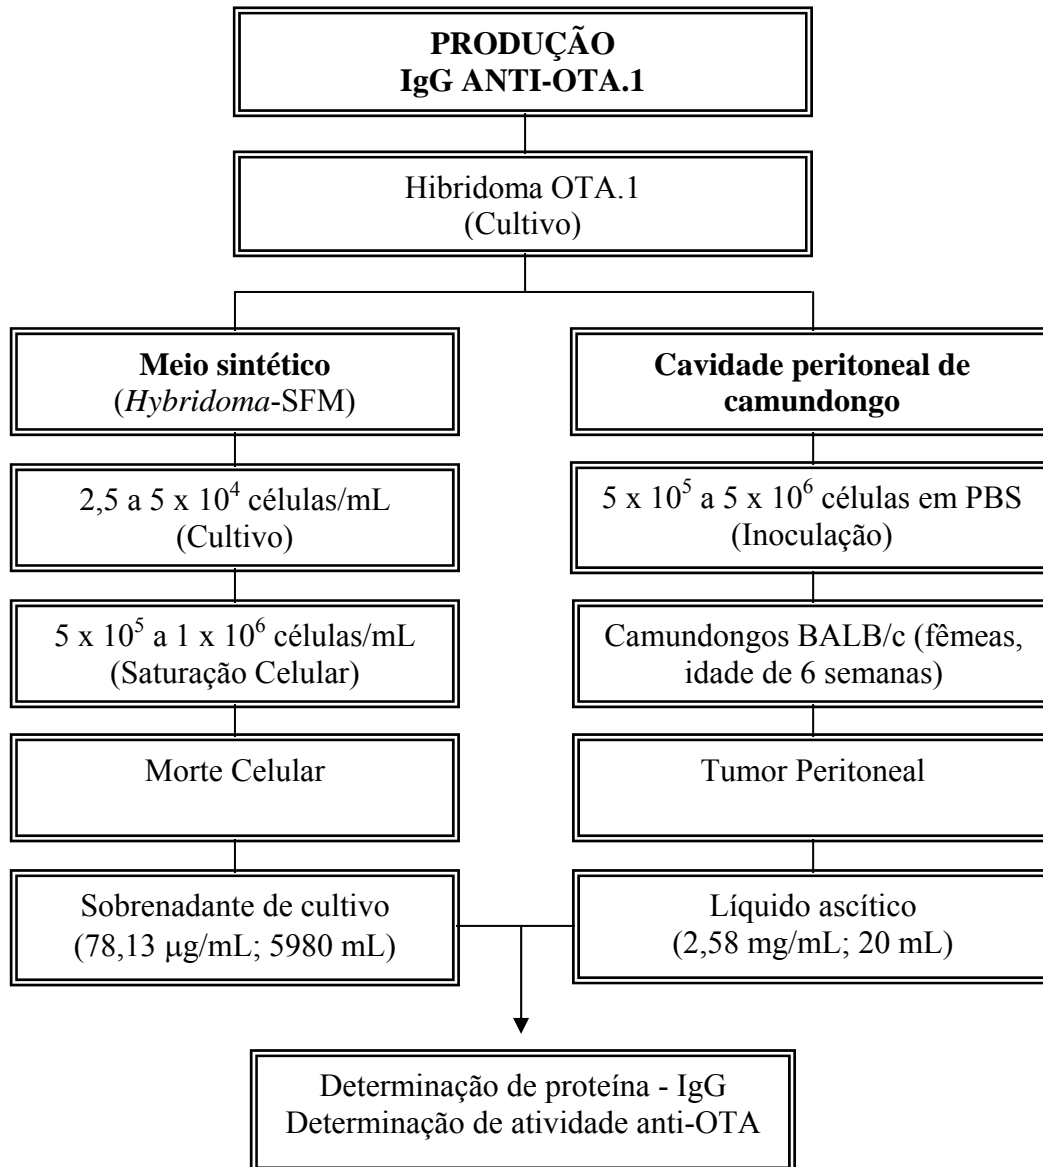 PRODUÇÃO
IgG ANTI-OTA.1
Hibridoma OTA.1
(Cultivo)
Meio sintético
(Hybridoma-SFM)
2,5 a 5 x 10⁴ células/mL
(Cultivo)
5 x 10⁵ a 1 x 10⁶ células/mL
(Saturação Celular)
Morte Celular
Sobrenadante de cultivo
(78,13 μg/mL; 5980 mL)
Cavidade peritoneal de
camundongo
5 x 10⁵ a 5 x 10⁶ células em PBS
(Inoculação)
Camundongos BALB/c (fêmeas,
idade de 6 semanas)
Tumor Peritoneal
Líquido ascítico
(2,58 mg/mL; 20 mL)
Determinação de proteína - IgG
Determinação de atividade anti-OTA